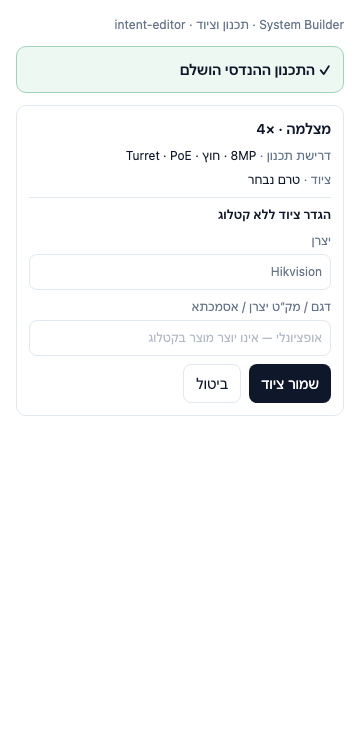 System Builder · תכנון וציוד · intent-editor
✓ התכנון ההנדסי הושלם
מצלמה · ×4
דרישת תכנון · 8MP · חוץ · Turret · PoE
ציוד · טרם נבחר
הגדר ציוד ללא קטלוג
יצרן
Hikvision
דגם / מק״ט יצרן / אסמכתא
אופציונלי — אינו יוצר מוצר בקטלוג
שמור ציוד
ביטול